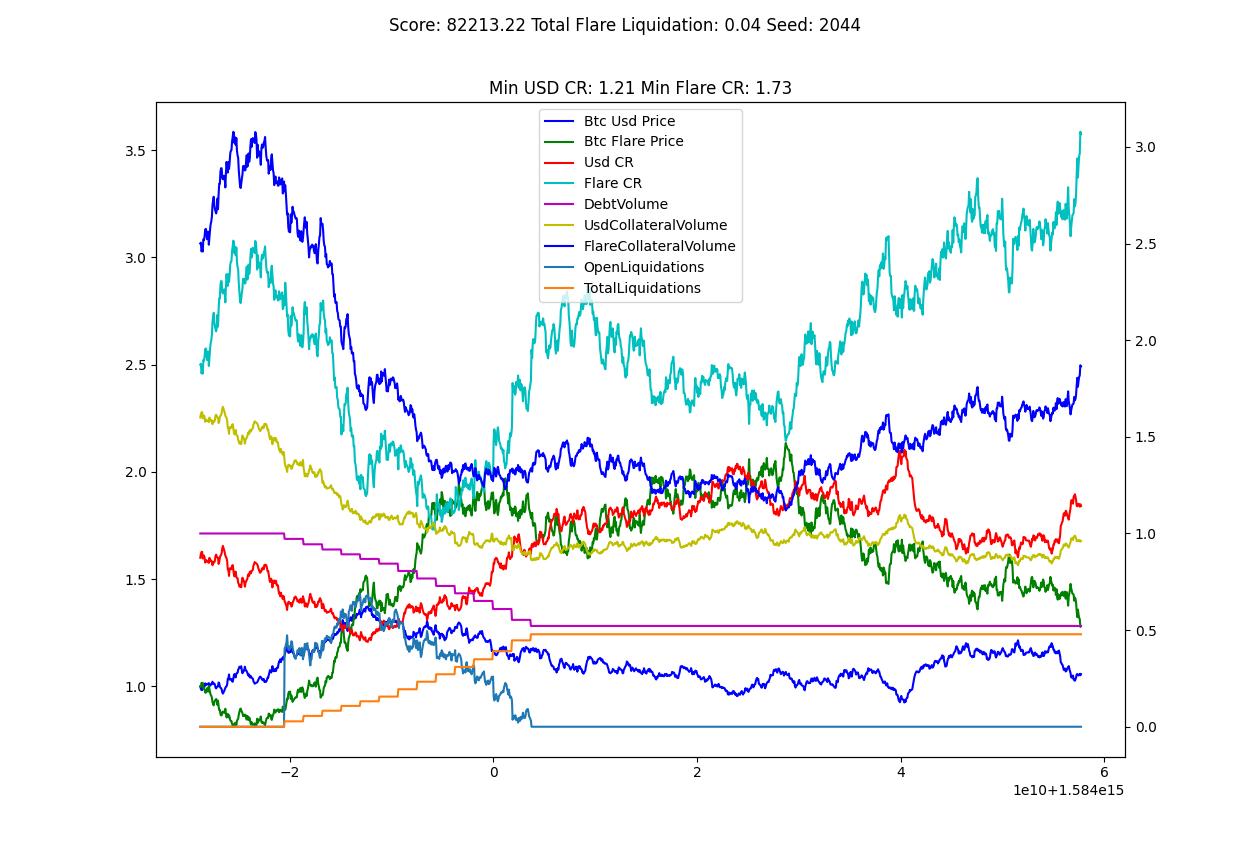 Score: 82213.22 Total Flare Liquidation: 0.04 Seed: 2044
Min USD CR: 1.21 Min Flare CR: 1.73
Btc Usd Price
Btc Flare Price
Usd CR
Flare CR
DebtVolume
UsdCollateralVolume
FlareCollateralVolume
OpenLiquidations
TotalLiquidations
3.5
3.0
2.5
2.0
1.5
1.0
3.0
2.5
2.0
1.5
1.0
0.5
0.0
−2
0
2
4
6
1e10+1.584e15